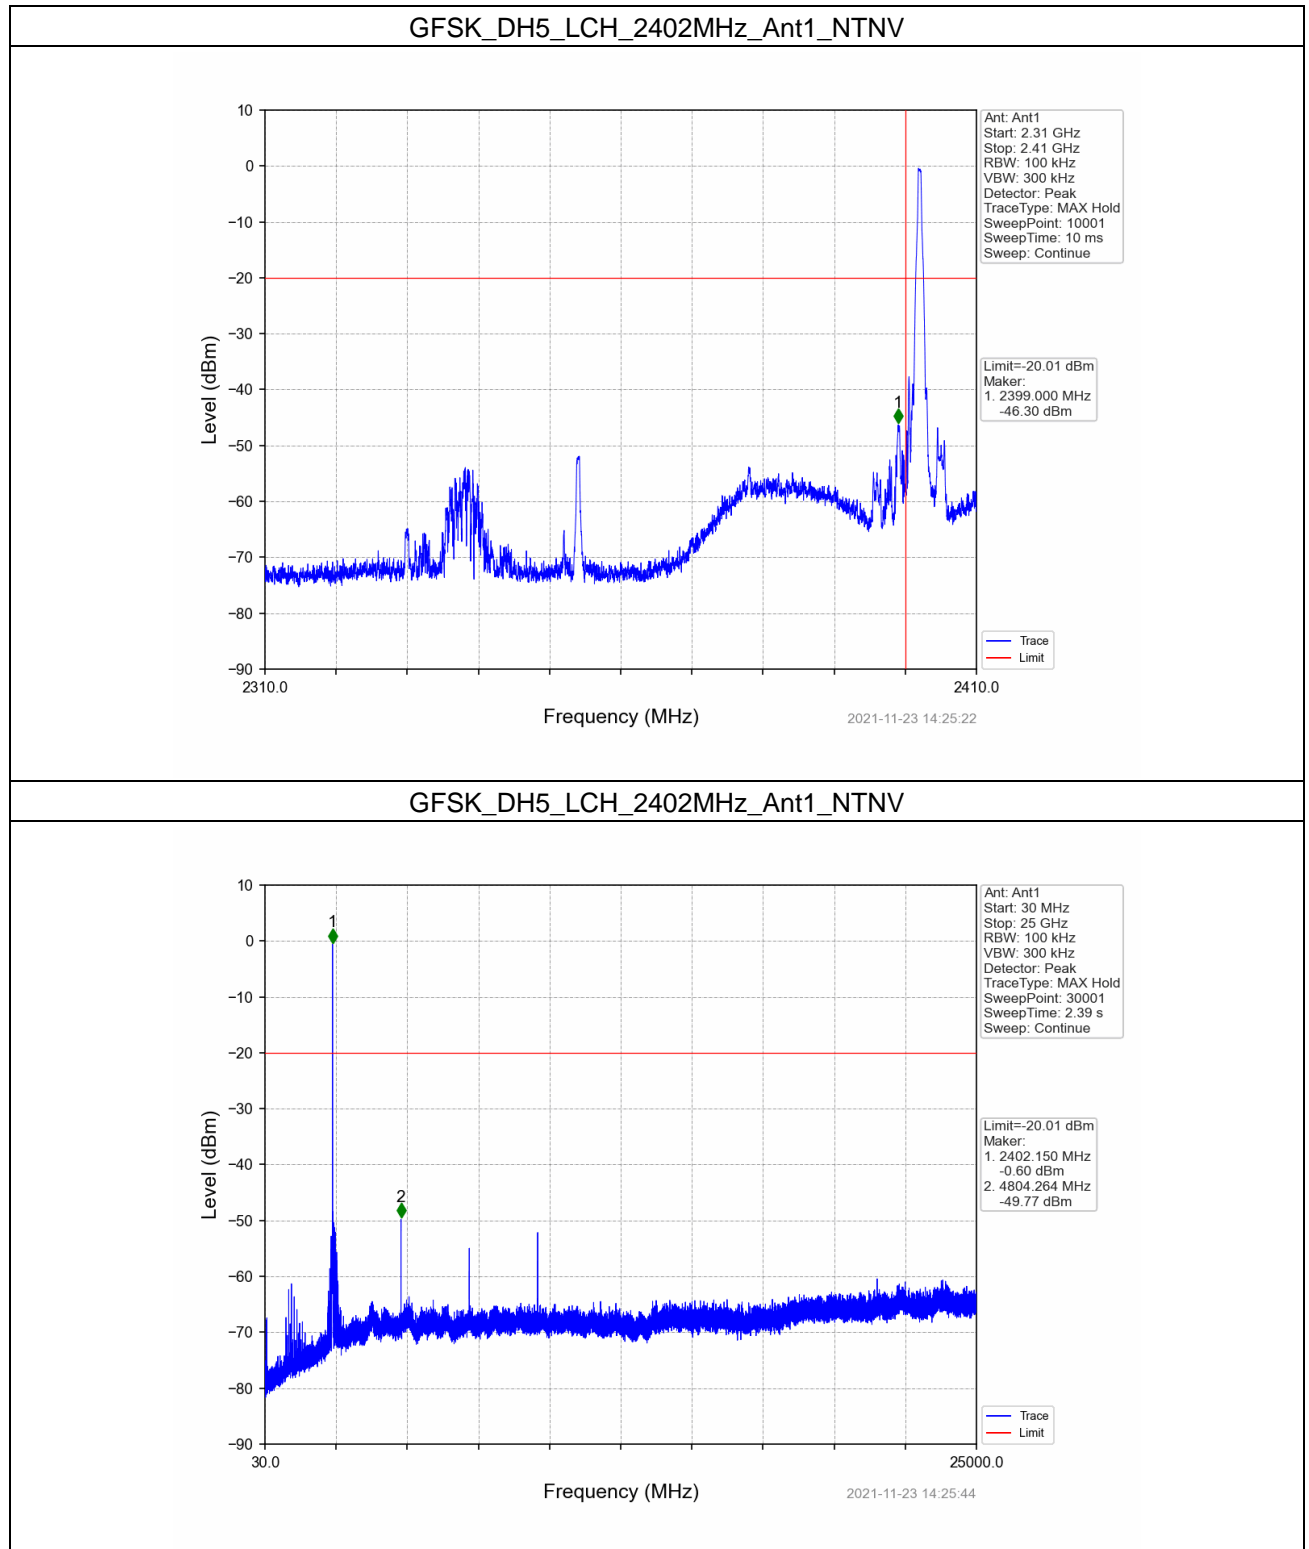 GFSK_DH5_LCH_2402MHz_Ant1_NTNV
10
0
−10
−20
−30
−40
−50
−60
−70
−80
−90
Level (dBm)
1
2310.0
2410.0
Frequency (MHz)
2021-11-23 14:25:22
Ant: Ant1
Start: 2.31 GHz
Stop: 2.41 GHz
RBW: 100 kHz
VBW: 300 kHz
Detector: Peak
TraceType: MAX Hold
SweepPoint: 10001
SweepTime: 10 ms
Sweep: Continue
Limit=-20.01 dBm
Maker:
1. 2399.000 MHz
-46.30 dBm
Trace
Limit
GFSK_DH5_LCH_2402MHz_Ant1_NTNV
10
0
−10
−20
−30
−40
−50
−60
−70
−80
−90
Level (dBm)
1
2
30.0
25000.0
Frequency (MHz)
2021-11-23 14:25:44
Ant: Ant1
Start: 30 MHz
Stop: 25 GHz
RBW: 100 kHz
VBW: 300 kHz
Detector: Peak
TraceType: MAX Hold
SweepPoint: 30001
SweepTime: 2.39 s
Sweep: Continue
Limit=-20.01 dBm
Maker:
1. 2402.150 MHz
-0.60 dBm
2. 4804.264 MHz
-49.77 dBm
Trace
Limit